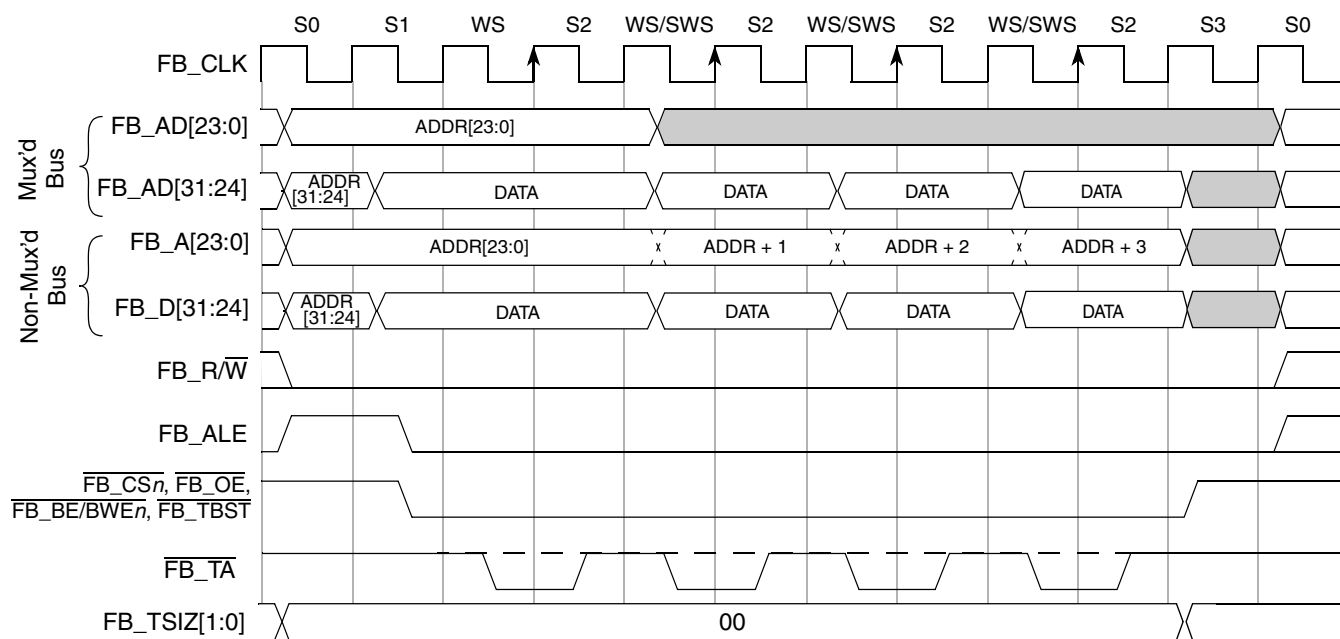 S0 S1 WS S2 WS/SWS S2 WS/SWS S2 WS/SWS S2 S3 S0
FB_CLK
Mux'd
Bus
FB_AD[23:0] ADDR[23:0]
FB_AD[31:24] ADDR
[31:24] DATA DATA DATA DATA
Non-Mux'd
Bus
FB_A[23:0] ADDR[23:0] x ADDR + 1 x ADDR + 2 x ADDR + 3
FB_D[31:24] ADDR
[31:24] DATA DATA DATA DATA
FB_R/W
FB_ALE
FB_CSn, FB_OE,
FB_BE/BWEn, FB_TBST
FB_TA
FB_TSIZ[1:0] 00